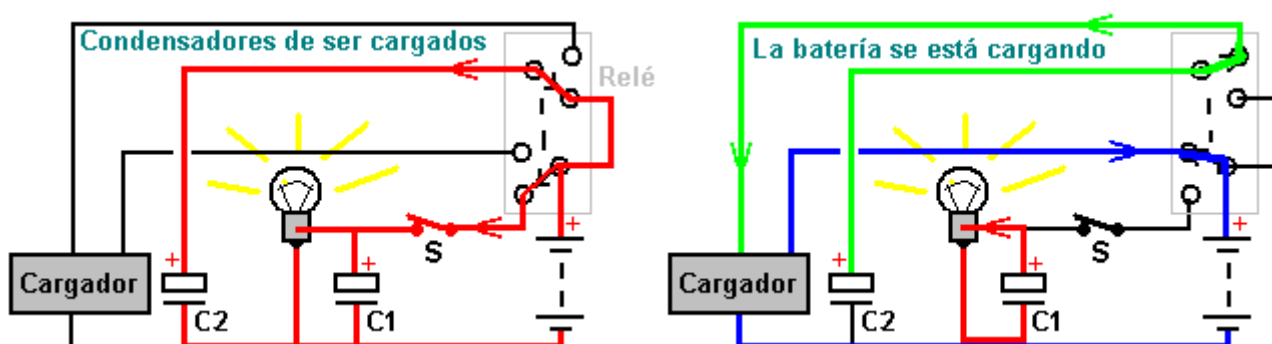 Condensadores de ser cargados
Relé
+
S
+
+
+
Cargador
C2
C1
La batería se está cargando
+
S
+
+
Cargador
C2
C1